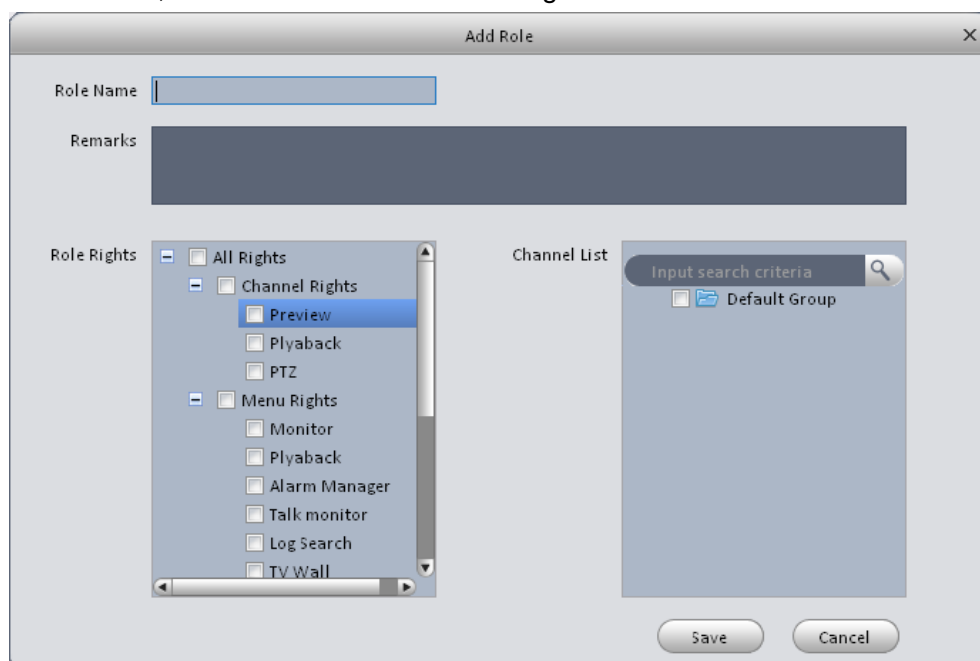 Add Role
Role Name
Remarks
Role Rights
All Rights
Channel Rights
Preview
Plyaback
PTZ
Menu Rights
Monitor
Plyaback
Alarm Manager
Talk monitor
Log Search
TV Wall
Channel List
Input search criteria
Default Group
Save Cancel